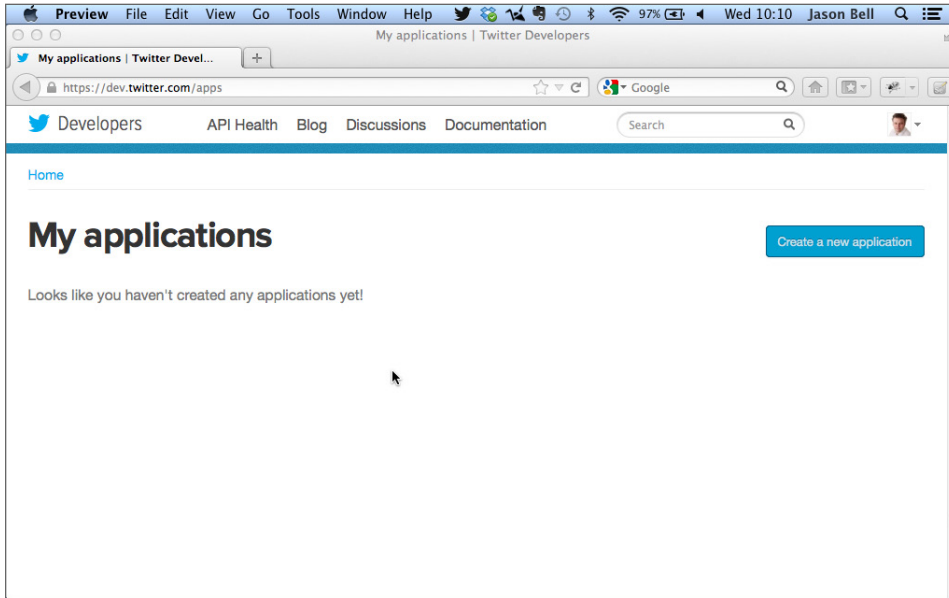 Preview File Edit View Go Tools Window Help 97% Wed 10:10 Jason Bell
My applications | Twitter Developers
My applications | Twitter Devel...
https://dev.twitter.com/apps Google
Developers API Health Blog Discussions Documentation Search
Home
My applications
Create a new application
Looks like you haven't created any applications yet!